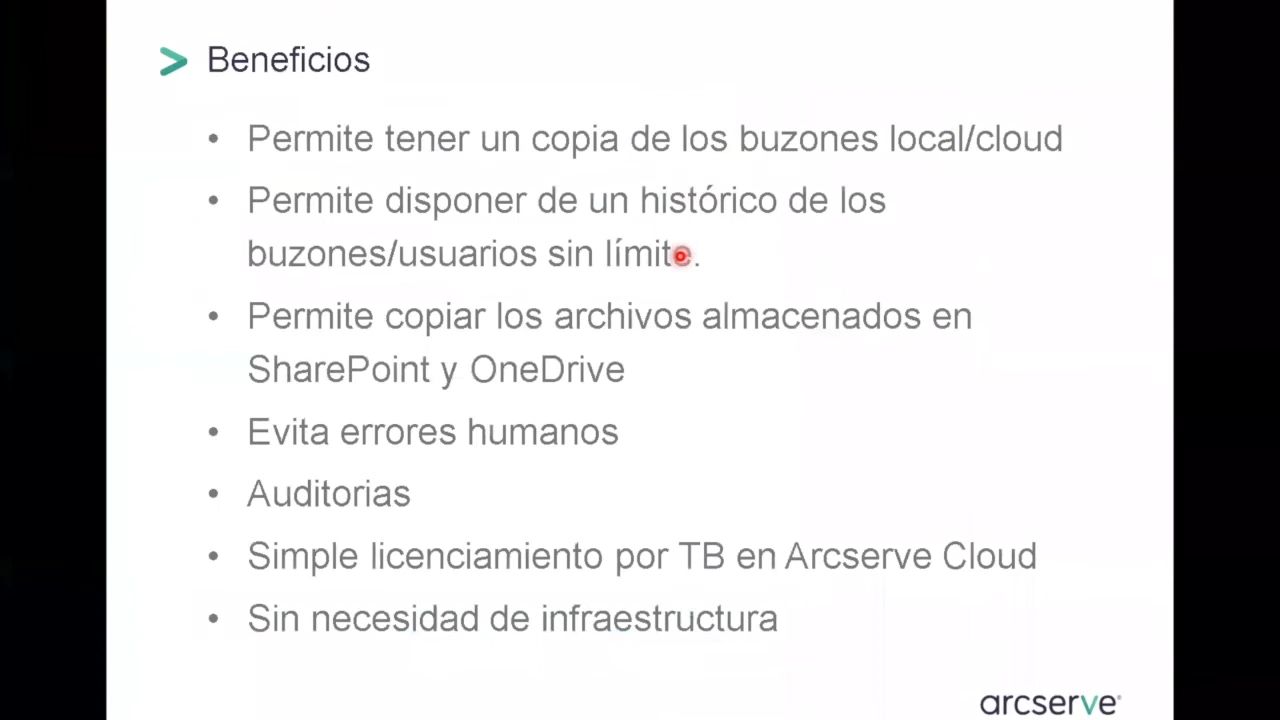 Beneficios
• Permite tener un copia de los buzones local/cloud
• Permite disponer de un histórico de los
buzones/usuarios sin límite.
• Permite copiar los archivos almacenados en
SharePoint y OneDrive
• Evita errores humanos
• Auditorias
• Simple licenciamiento por TB en Arcserve Cloud
• Sin necesidad de infraestructura
arcserve®